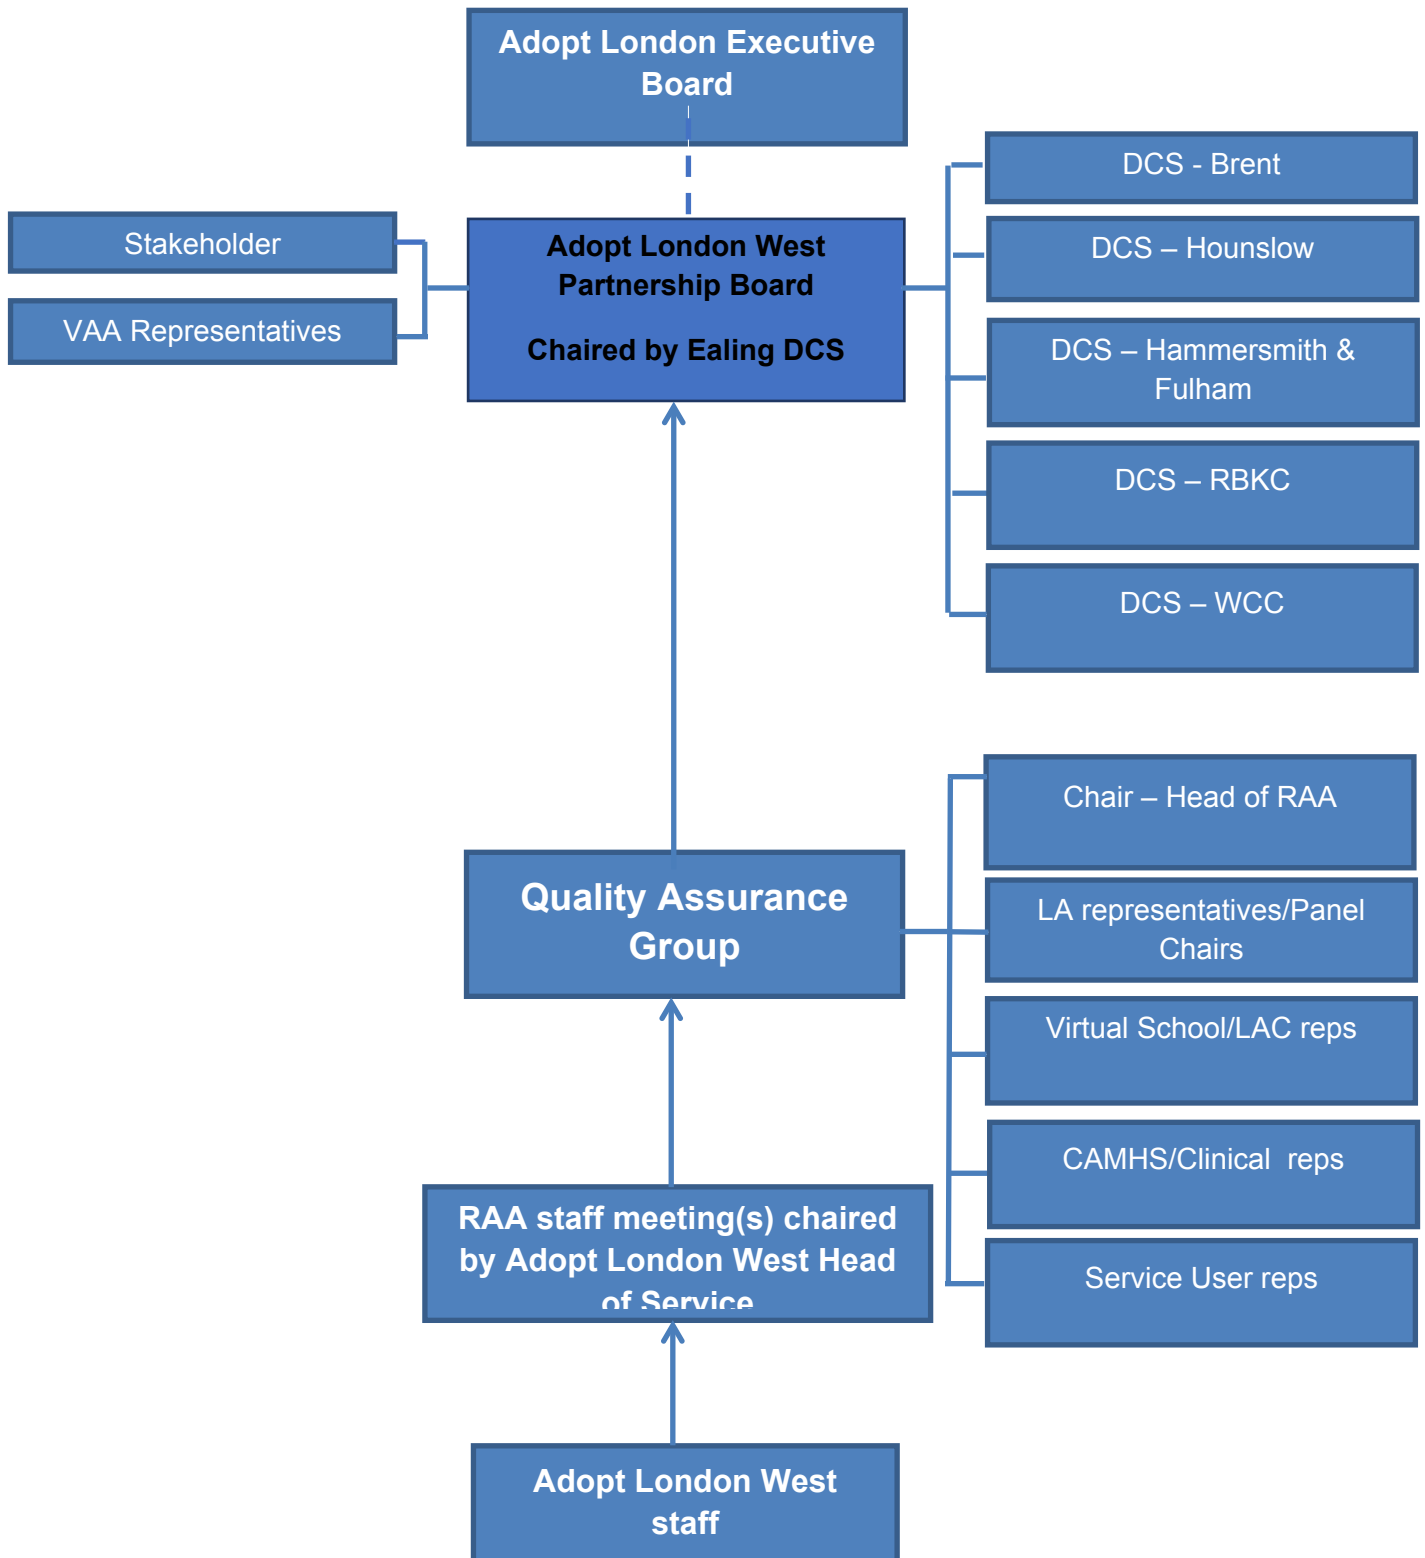 Adopt London Executive
Board
Stakeholder
VAA Representatives
Adopt London West
Partnership Board
Chaired by Ealing DCS
DCS - Brent
DCS – Hounslow
DCS – Hammersmith &
Fulham
DCS – RBKC
DCS – WCC
Quality Assurance
Group
Chair – Head of RAA
LA representatives/Panel
Chairs
Virtual School/LAC reps
CAMHS/Clinical  reps
Service User reps
RAA staff meeting(s) chaired
by Adopt London West Head
of Service
Adopt London West
staff